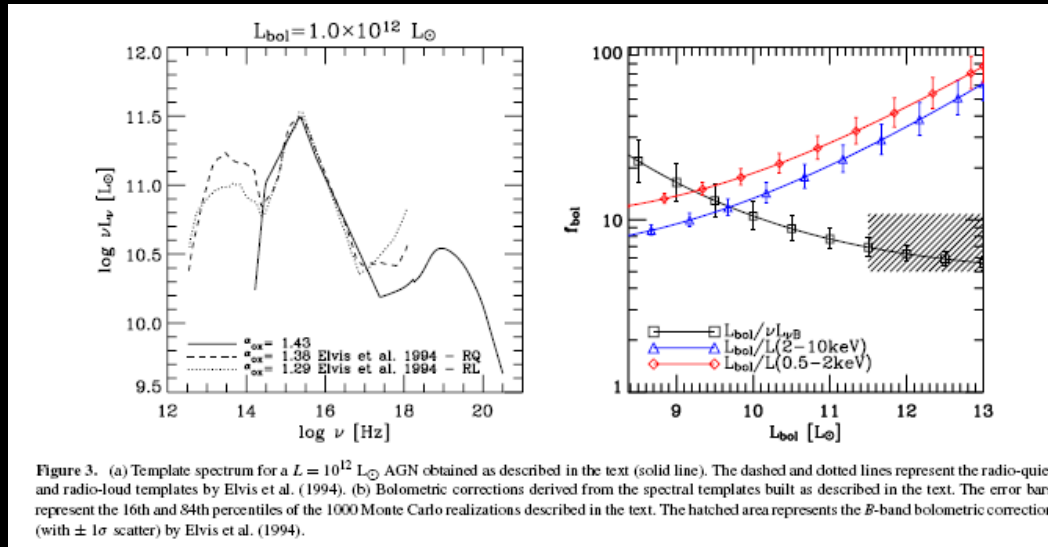 L_bol=1.0×10^12 L⊙
12.0
11.5
11.0
10.5
10.0
9.5
log νL_ν [L⊙]
α_ox= 1.43
α_ox= 1.38 Elvis et al. 1994 - RQ
α_ox= 1.29 Elvis et al. 1994 - RL
12 14 16 18 20
log ν [Hz]
100
10
1
f_bol
L_bol/νL_νB
L_bol/L(2-10keV)
L_bol/L(0.5-2keV)
9 10 11 12 13
L_bol [L⊙]
Figure 3. (a) Template spectrum for a L = 10^12 L⊙ AGN obtained as described in the text (solid line). The dashed and dotted lines represent the radio-quie
and radio-loud templates by Elvis et al. (1994). (b) Bolometric corrections derived from the spectral templates built as described in the text. The error bars
represent the 16th and 84th percentiles of the 1000 Monte Carlo realizations described in the text. The hatched area represents the B-band bolometric correction
(with ± 1σ scatter) by Elvis et al. (1994).